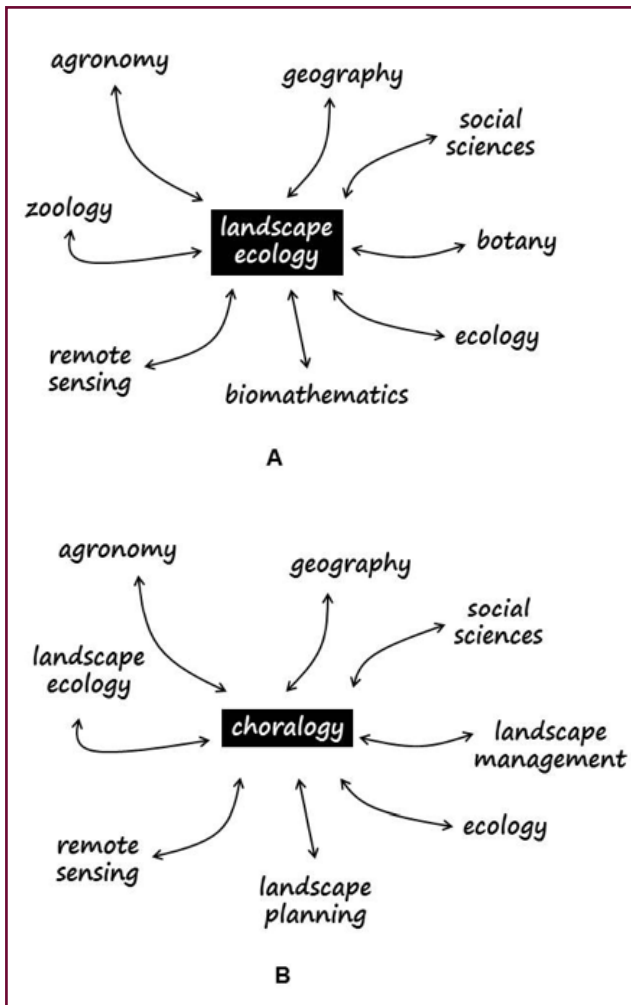 agronomy
geography
social
sciences
zoology
landscape
ecology
botany
ecology
remote
sensing
biomathematics
A
agronomy
geography
social
sciences
landscape
ecology
choralogy
landscape
management
ecology
remote
sensing
landscape
planning
B